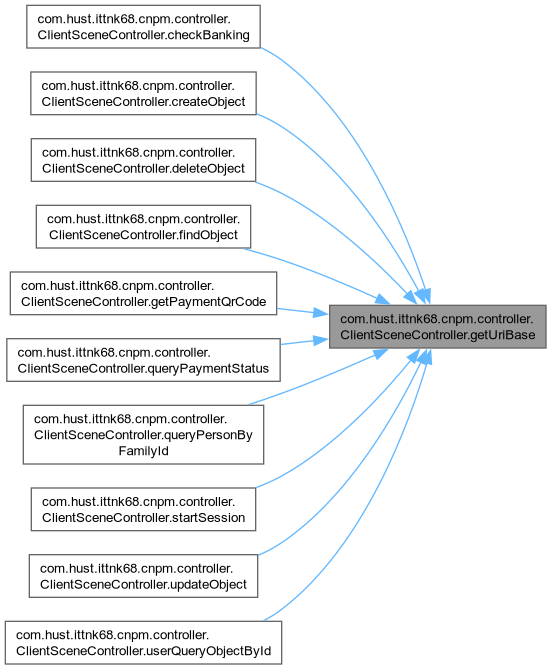 com.hust.ittnk68.cnpm.controller.
ClientSceneController.checkBanking
com.hust.ittnk68.cnpm.controller.
ClientSceneController.createObject
com.hust.ittnk68.cnpm.controller.
ClientSceneController.deleteObject
com.hust.ittnk68.cnpm.controller.
ClientSceneController.findObject
com.hust.ittnk68.cnpm.controller.
ClientSceneController.getPaymentQrCode
com.hust.ittnk68.cnpm.controller.
ClientSceneController.getUriBase
com.hust.ittnk68.cnpm.controller.
ClientSceneController.queryPaymentStatus
com.hust.ittnk68.cnpm.controller.
ClientSceneController.queryPersonBy
FamilyId
com.hust.ittnk68.cnpm.controller.
ClientSceneController.startSession
com.hust.ittnk68.cnpm.controller.
ClientSceneController.updateObject
com.hust.ittnk68.cnpm.controller.
ClientSceneController.userQueryObjectById